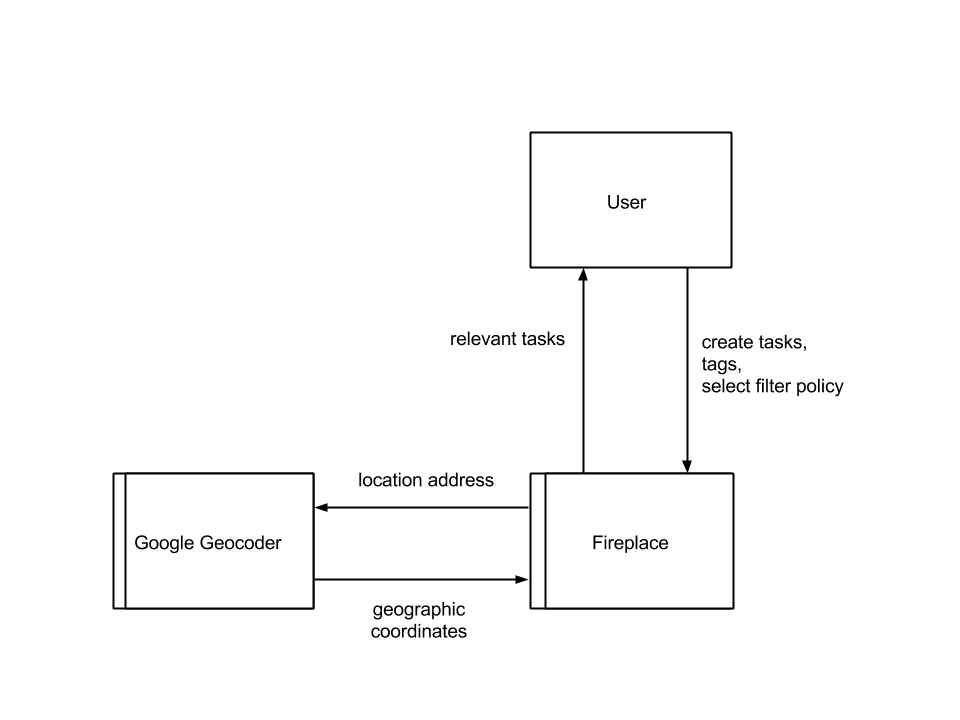 User
relevant tasks
create tasks,
tags,
select filter policy
location address
Google Geocoder
Fireplace
geographic
coordinates